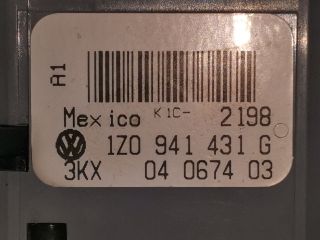 A1
Mexico K1C- 2198
1Z0 941 431 G
3KX 04 0674 03